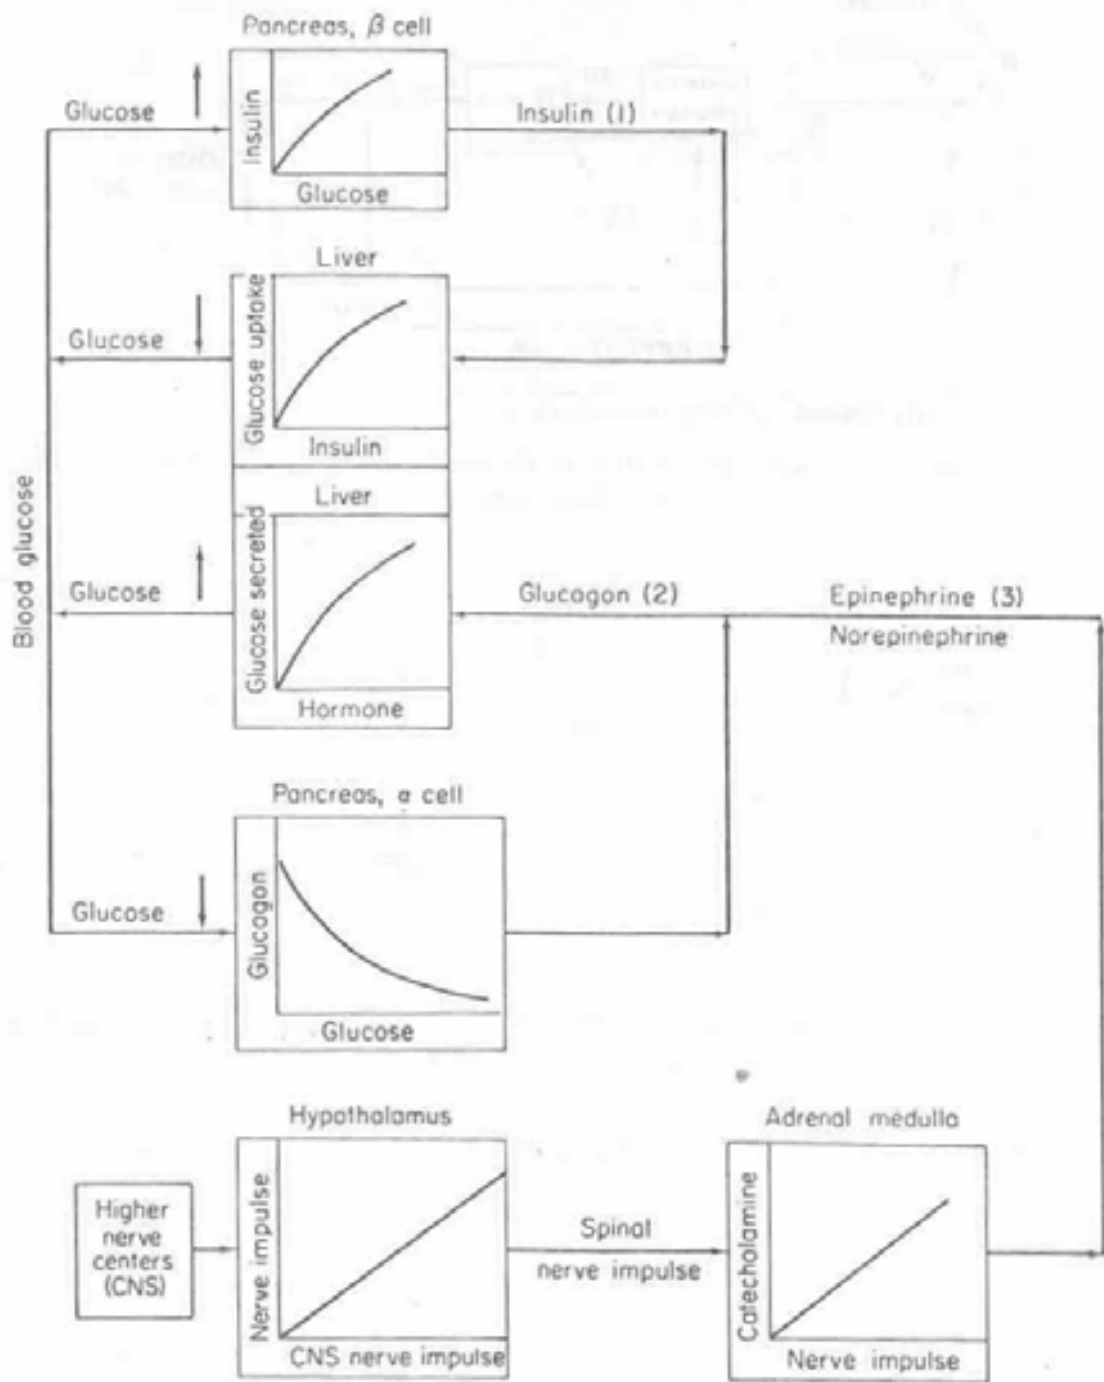 Pancreas, β cell
Glucose
Insulin
Glucose
Insulin (1)
Liver
Glucose
Glucose uptake
Insulin
Liver
Blood glucose
Glucose
Glucose secreted
Hormone
Glucogon (2)
Epinephrine (3)
Norepinephrine
Pancreas, α cell
Glucose
Glucogon
Glucose
Hypothalamus
Adrenal medulla
Higher
nerve
centers
(CNS)
Nerve impulse
CNS nerve impulse
Spinal
nerve impulse
Catecholamine
Nerve impulse